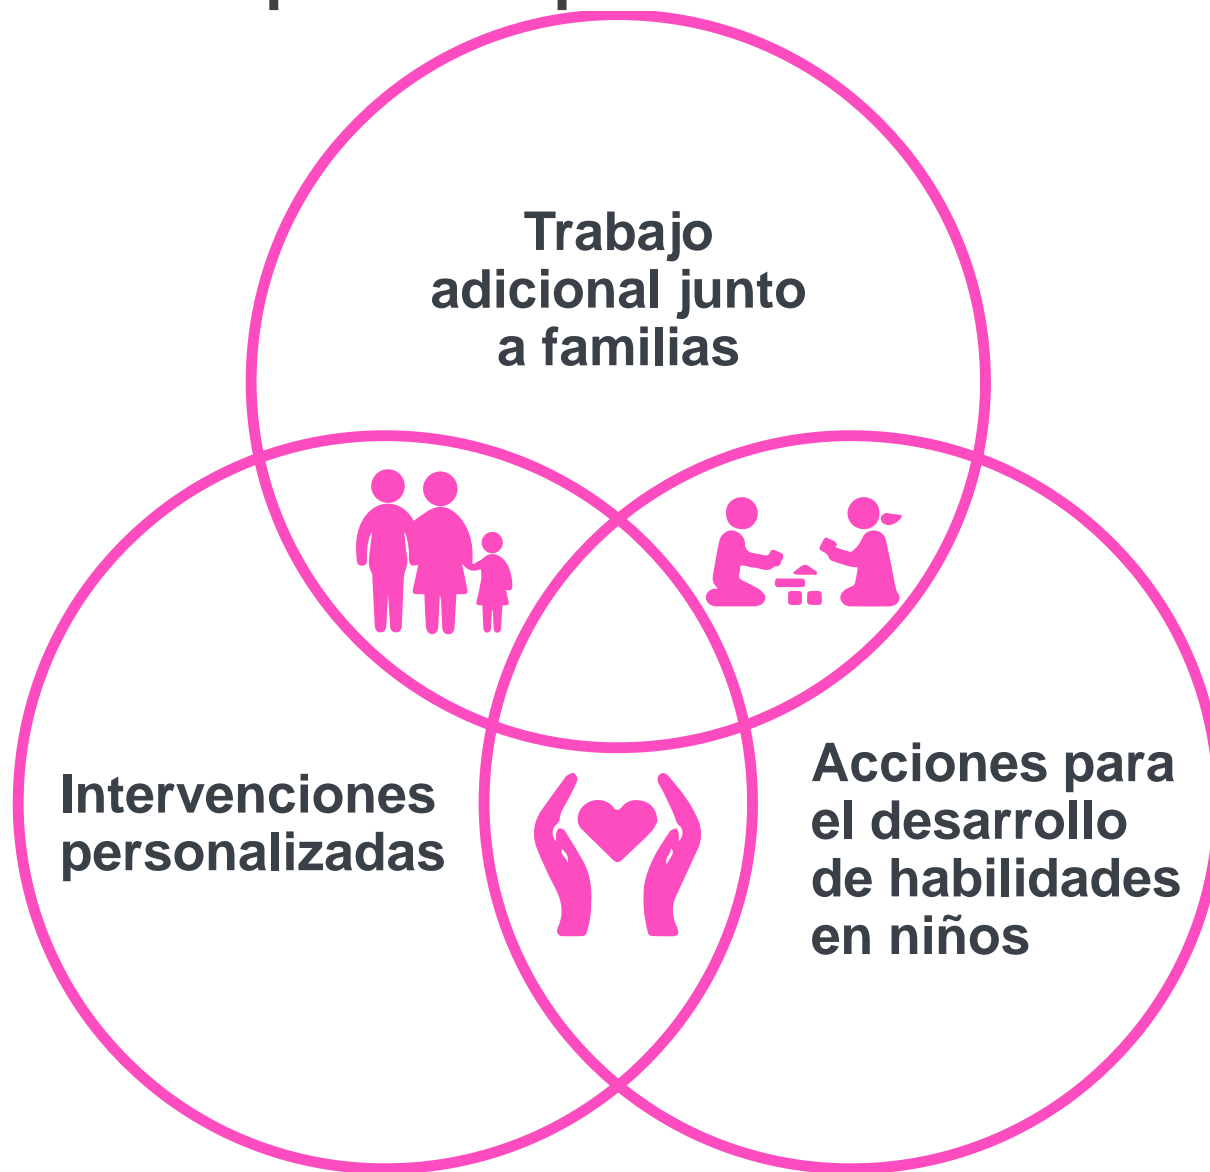 Trabajo
adicional junto
a familias
Intervenciones
personalizadas
Acciones para
el desarrollo
de habilidades
en niños